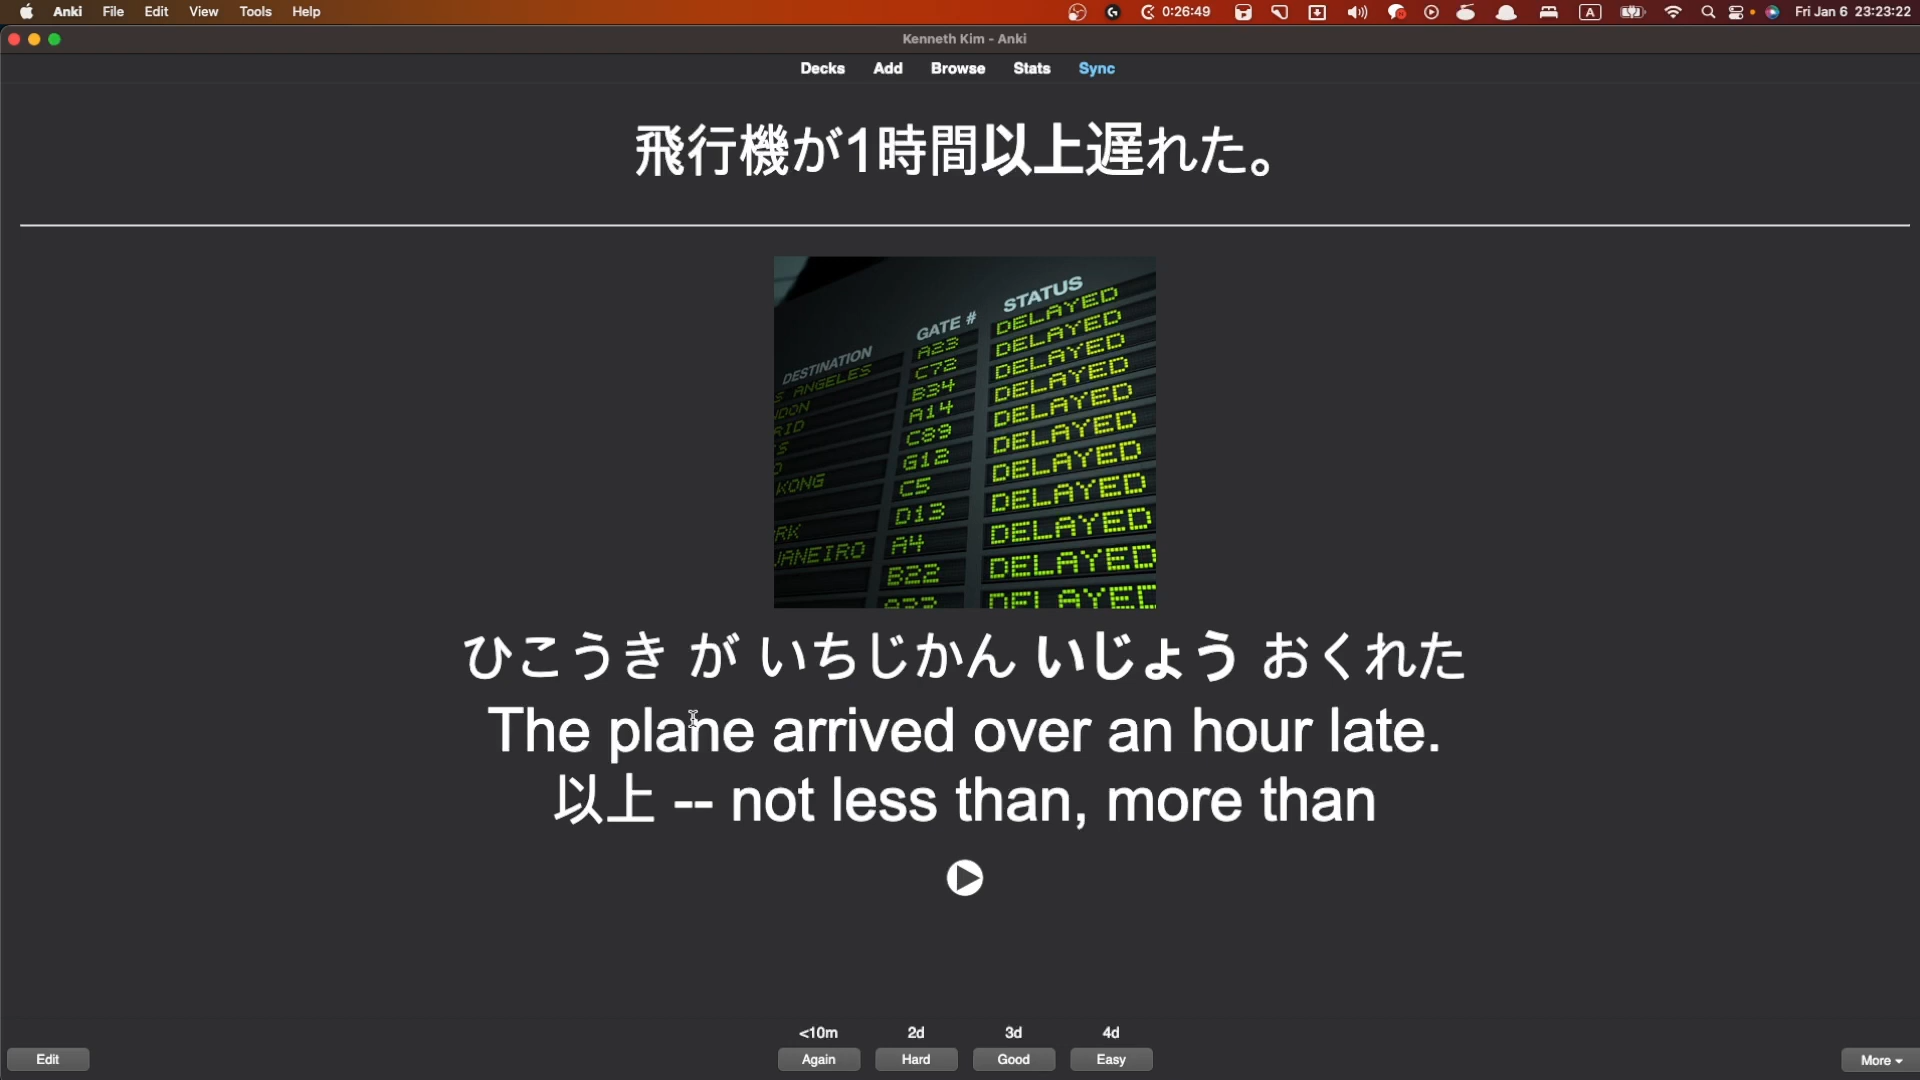 Anki File Edit View Tools Help 0:26:49 A Fri Jan 6 23:23:22
Kenneth Kim - Anki
Decks Add Browse Stats Sync
飛行機が1時間以上遅れた。
DESTINATION GATE # STATUS
ANGELES A23 DELAYED
C72 DELAYED
B34 DELAYED
A14 DELAYED
C89 DELAYED
KONG G12 DELAYED
C5 DELAYED
D13 DELAYED
JANEIRO A4 DELAYED
B22 DELAYED
DELAYED
ひこうき が いちじかん いじょう おくれた
The plane arrived over an hour late.
以上 -- not less than, more than
<10m 2d 3d 4d
Edit Again Hard Good Easy More